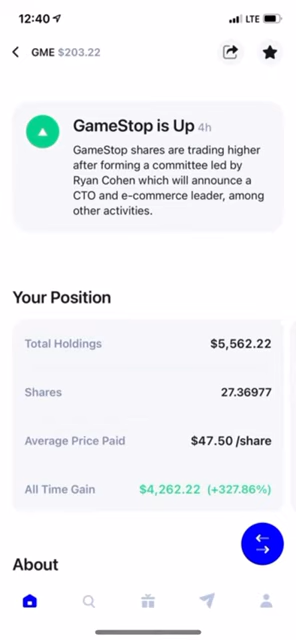 12:40 LTE
GME $203.22
GameStop is Up 4h
GameStop shares are trading higher
after forming a committee led by
Ryan Cohen which will announce a
CTO and e-commerce leader, among
other activities.
Your Position
Total Holdings $5,562.22
Shares 27.36977
Average Price Paid $47.50 /share
All Time Gain $4,262.22 (+327.86%)
About